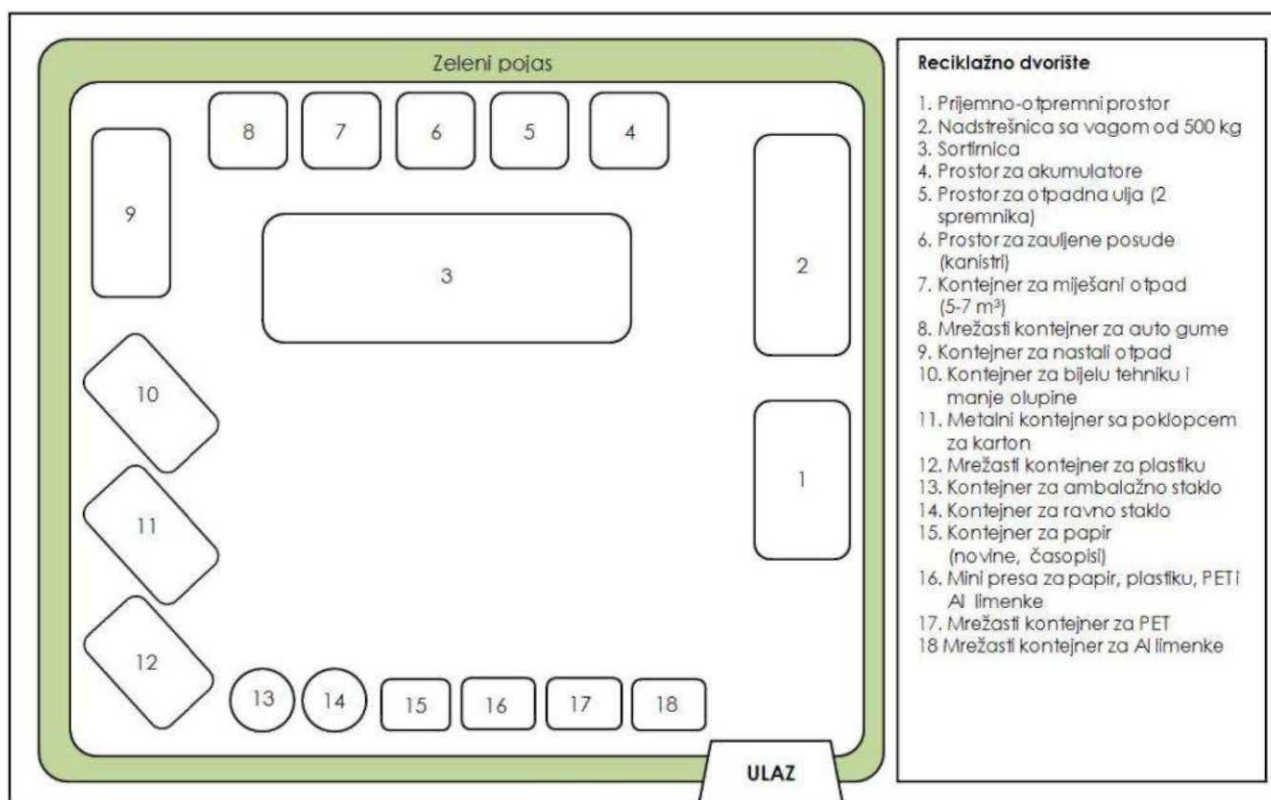 Zeleni pojas
8
7
6
5
4
9
3
2
10
1
11
12
13
14
15
16
17
18
ULAZ
Reciklažno dvorište
1. Prijemno-otpremni prostor
2. Nadstrešnica sa vagom od 500 kg
3. Sortirnica
4. Prostor za akumulatore
5. Prostor za otpadna ulja (2
spremnika)
6. Prostor za zauljene posude
(kanistri)
7. Kontejner za miješani otpad
(5-7 m³)
8. Mrežasti kontejner za auto gume
9. Kontejner za nastali otpad
10. Kontejner za bijelu tehniku i
manje olupine
11. Metalni kontejner sa poklopcem
za karton
12. Mrežasti kontejner za plastiku
13. Kontejner za ambalažno staklo
14. Kontejner za ravno staklo
15. Kontejner za papir
(novine, časopisi)
16. Mini presa za papir, plastiku, PET i
Al limenke
17. Mrežasti kontejner za PET
18 Mrežasti kontejner za Al limenke